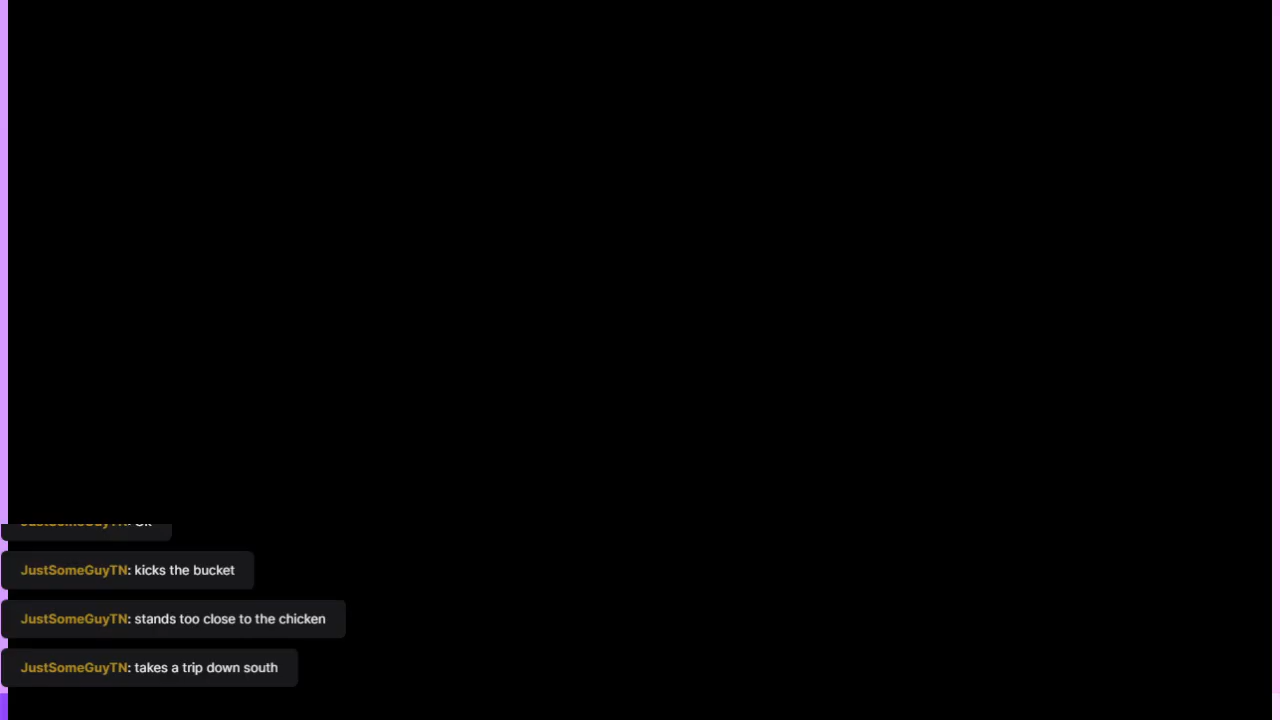 JustSomeGuyTN: kicks the bucket
JustSomeGuyTN: stands too close to the chicken
JustSomeGuyTN: takes a trip down south